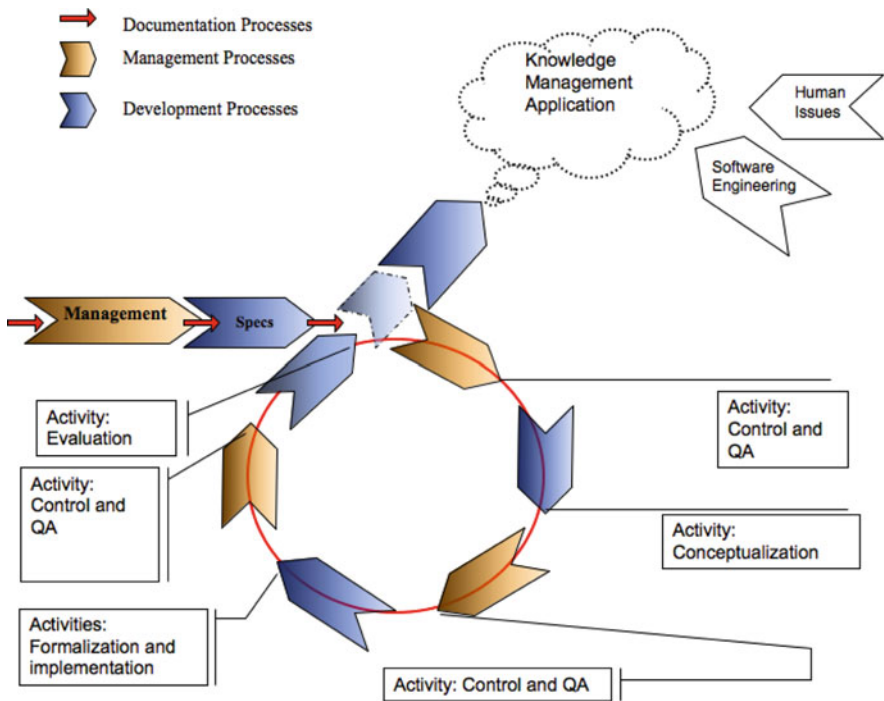 Documentation Processes
Management Processes
Development Processes
Knowledge
Management
Application
Human
Issues
Software
Engineering
Management
Specs
Activity:
Evaluation
Activity:
Control and
QA
Activity:
Control and
QA
Activity:
Conceptualization
Activities:
Formalization and
implementation
Activity: Control and QA